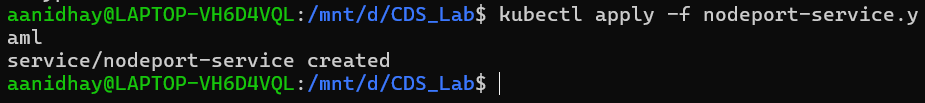 aanidhay@LAPTOP-VH6D4VQL:/mnt/d/CDS_Lab$ kubectl apply -f nodeport-service.y
aml
service/nodeport-service created
aanidhay@LAPTOP-VH6D4VQL:/mnt/d/CDS_Lab$